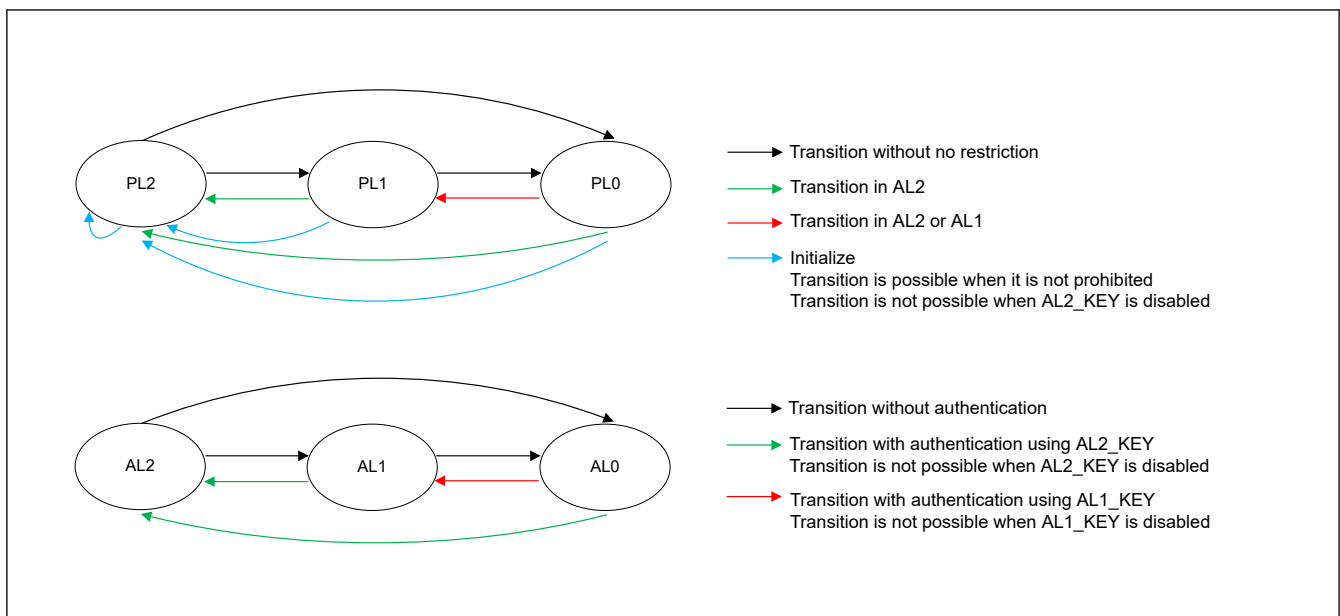 PL2
PL1
PL0
Transition without no restriction
Transition in AL2
Transition in AL2 or AL1
Initialize
Transition is possible when it is not prohibited
Transition is not possible when AL2_KEY is disabled
AL2
AL1
AL0
Transition without authentication
Transition with authentication using AL2_KEY
Transition is not possible when AL2_KEY is disabled
Transition with authentication using AL1_KEY
Transition is not possible when AL1_KEY is disabled